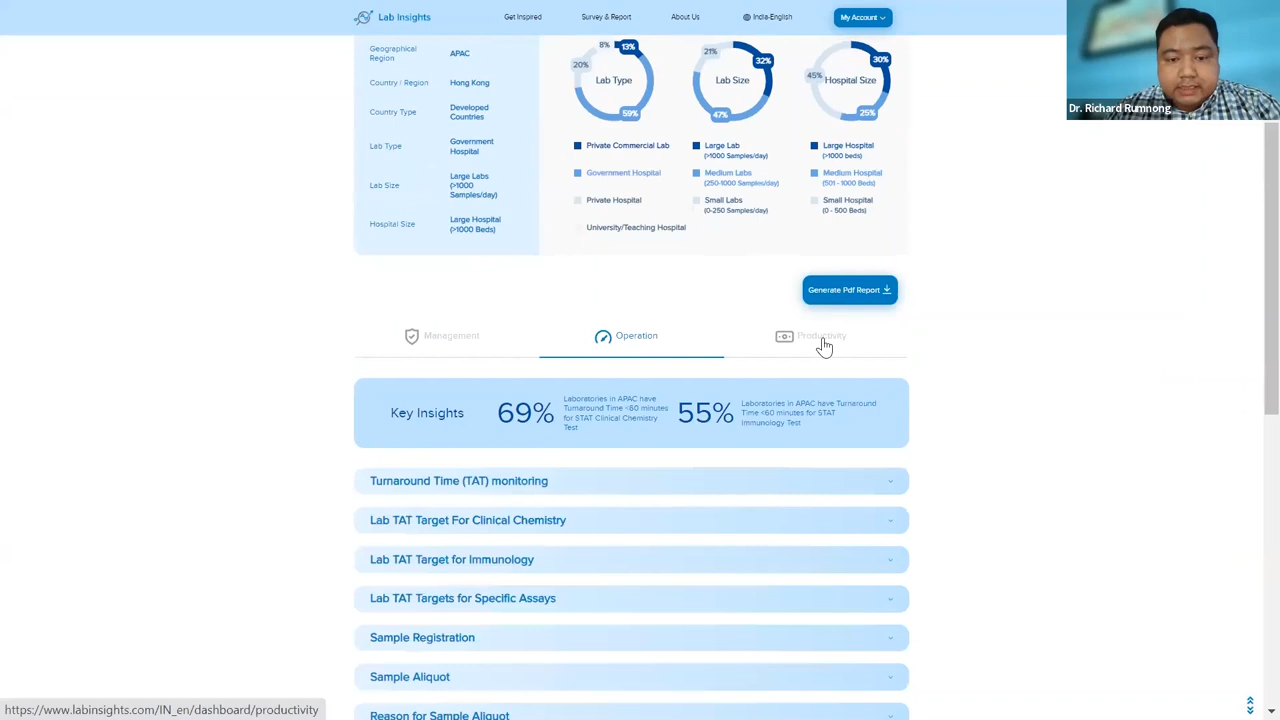 Lab Insights
Get Inspired
Survey & Report
About Us
India-English
My Account
Dr. Richard Rumnong
Geographical
Region
APAC
Country / Region
Hong Kong
Country Type
Developed
Countries
Lab Type
Government
Hospital
Lab Size
Large Labs
(>1000
Samples/day)
Hospital Size
Large Hospital
(>1000 Beds)
8%
13%
20%
Lab Type
59%
21%
32%
Lab Size
47%
30%
45%
Hospital Size
25%
Private Commercial Lab
Government Hospital
Private Hospital
University/Teaching Hospital
Large Lab
(>1000 Samples/day)
Medium Labs
(250-1000 Samples/day)
Small Labs
(0-250 Samples/day)
Large Hospital
(>1000 beds)
Medium Hospital
(501 - 1000 Beds)
Small Hospital
(0 - 500 Beds)
Generate Pdf Report
Management
Operation
Productivity
Key Insights
69%
Laboratories in APAC have
Turnaround Time <60 minutes
for STAT Clinical Chemistry
Test
55%
Laboratories in APAC have Turnaround
Time <60 minutes for STAT
Immunology Test
Turnaround Time (TAT) monitoring
Lab TAT Target For Clinical Chemistry
Lab TAT Target for Immunology
Lab TAT Targets for Specific Assays
Sample Registration
Sample Aliquot
Reason for Sample Aliquot
https://www.labinsights.com/IN_en/dashboard/productivity